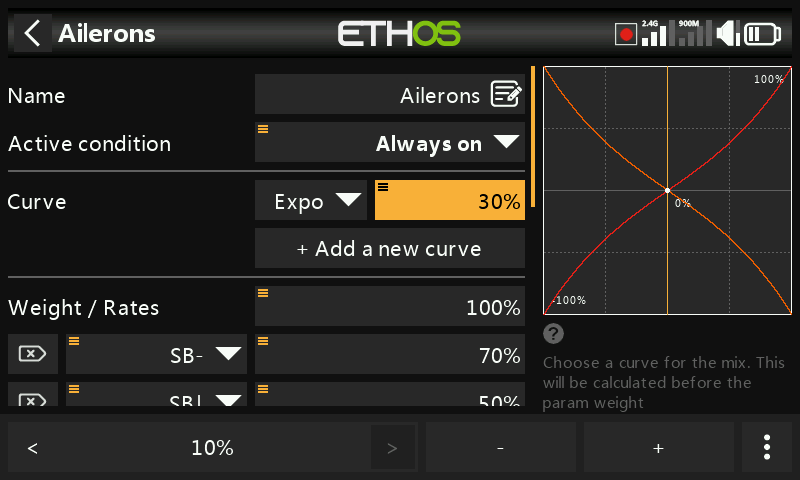 Ailerons
ETHOS
2.4G
900M
Name
Ailerons
Active condition
Always on
Curve
Expo
30%
+ Add a new curve
Weight / Rates
100%
SB-
70%
50%
100%
0%
-100%
?
Choose a curve for the mix. This
will be calculated before the
param weight
<
10%
>
-
+